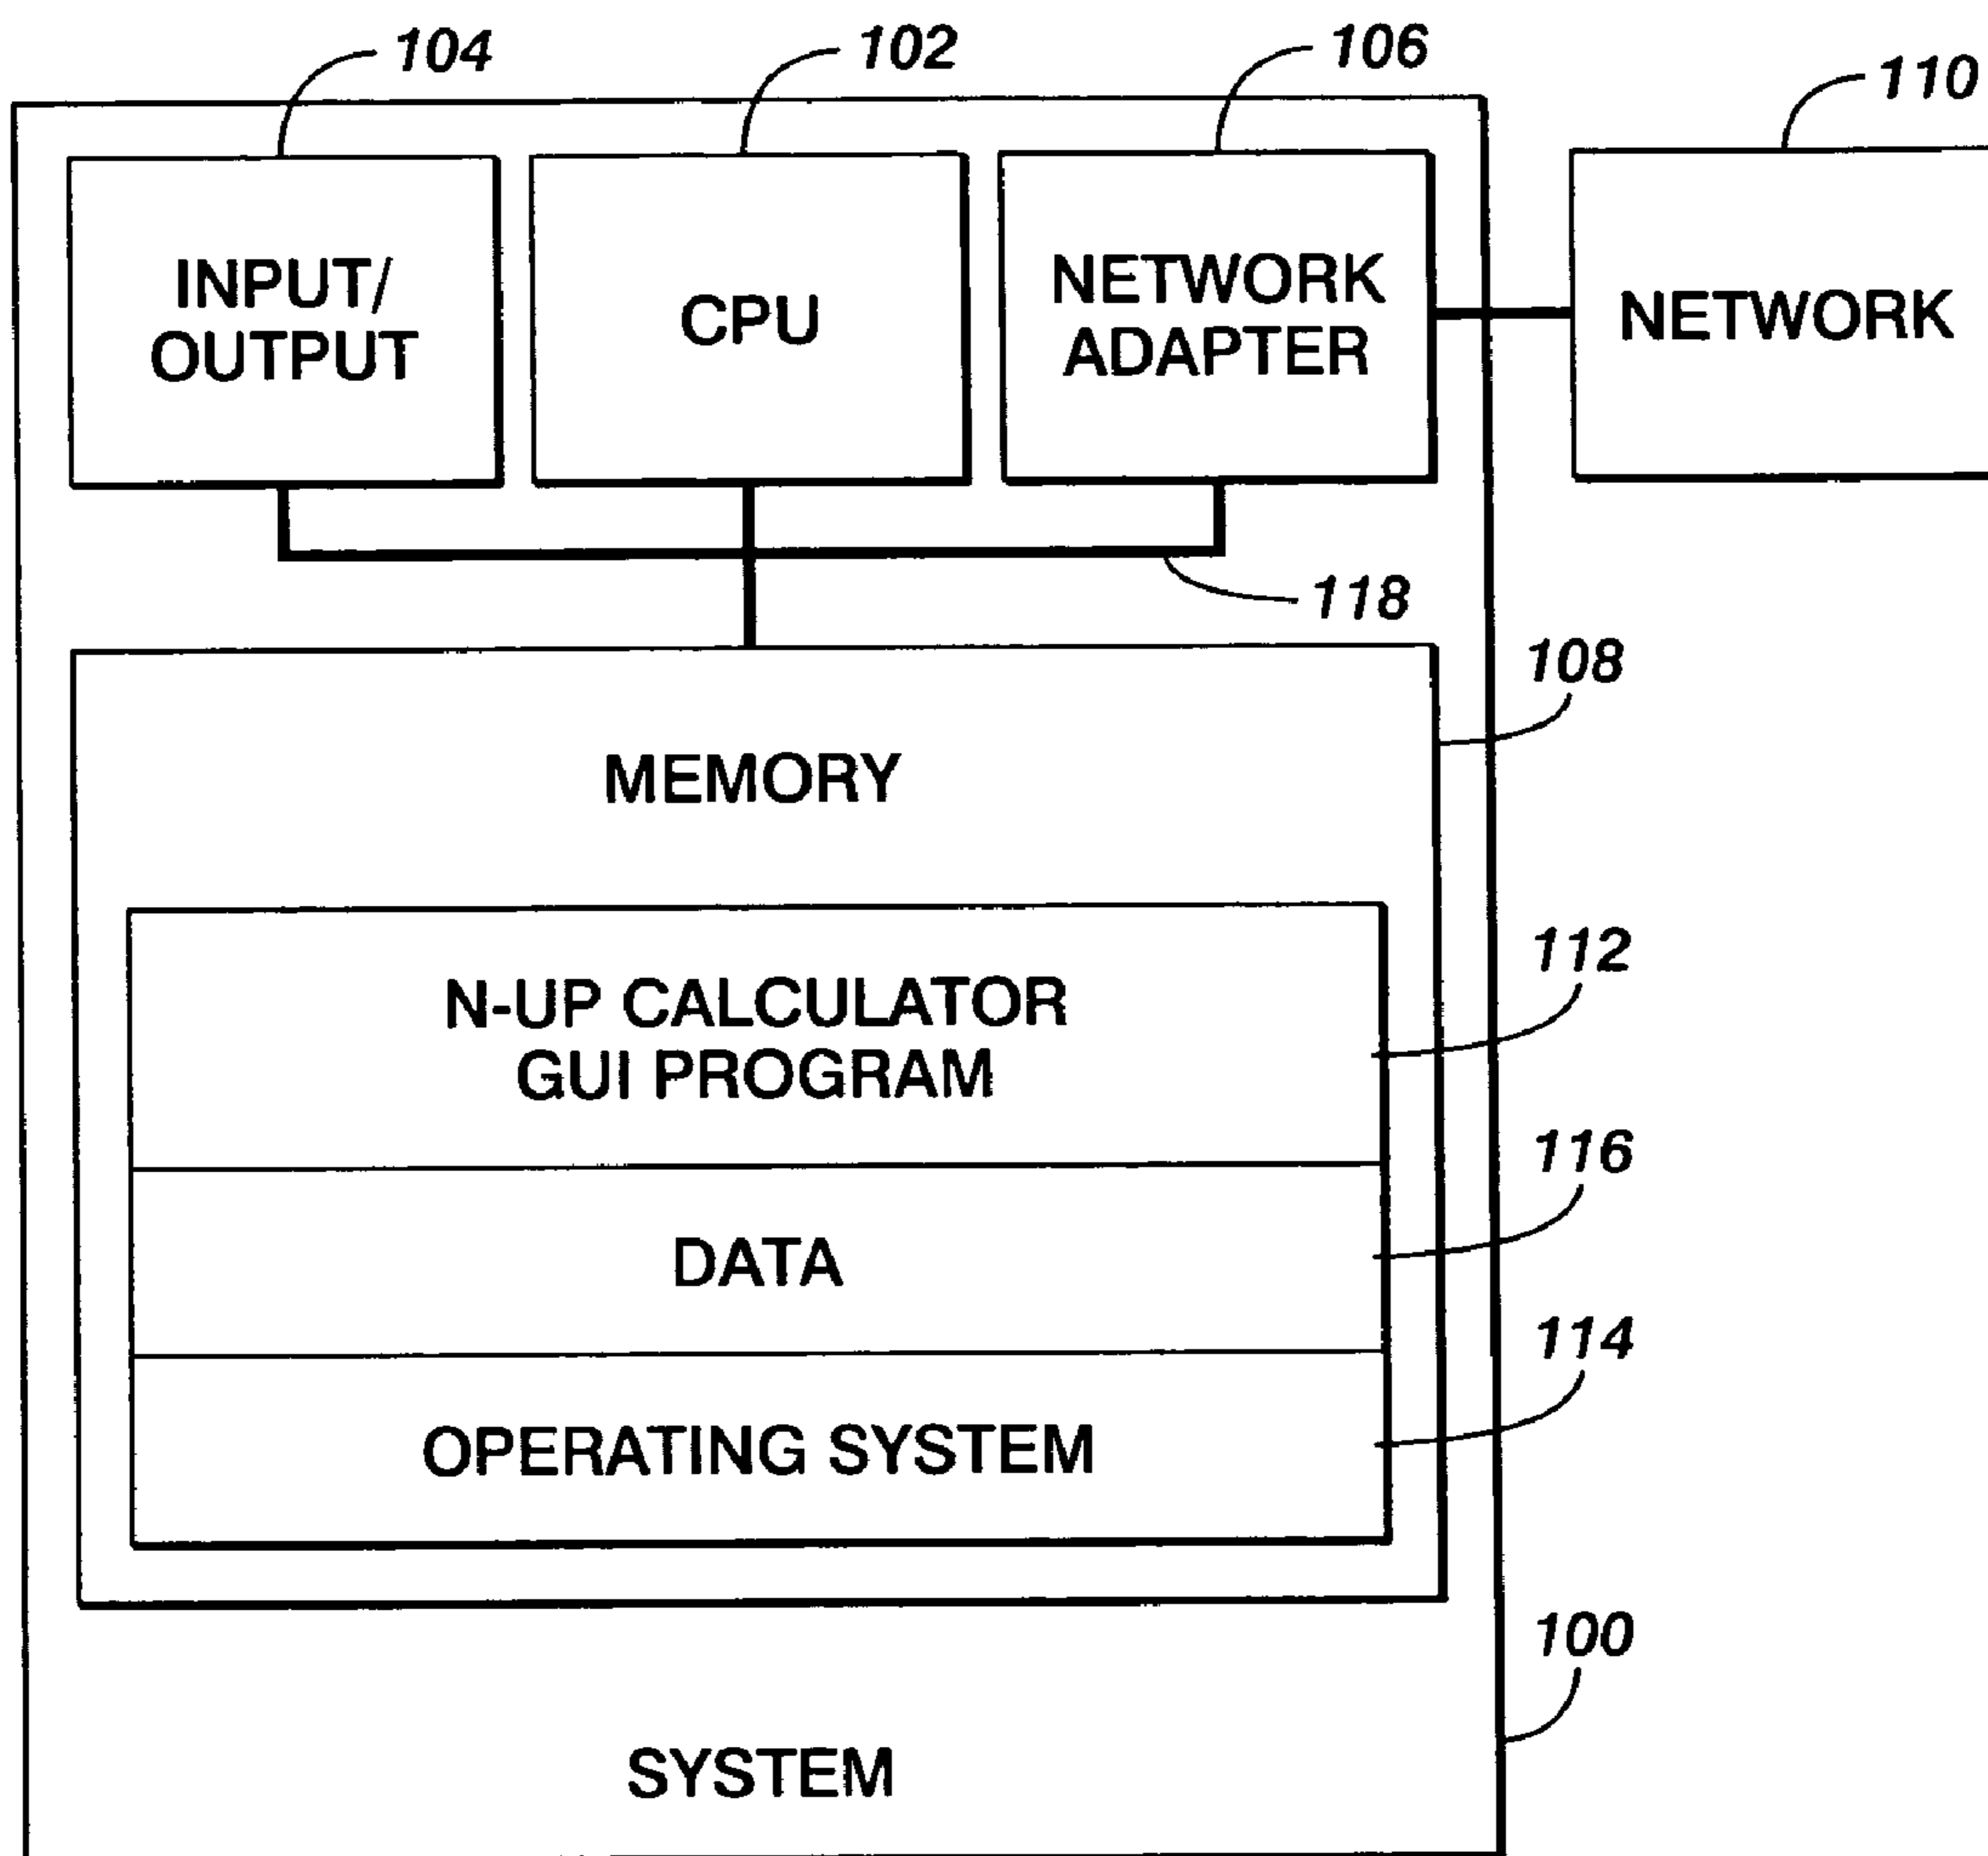 104
102
106
110
INPUT/
OUTPUT
CPU
NETWORK
ADAPTER
NETWORK
118
108
MEMORY
112
N-UP CALCULATOR
GUI PROGRAM
116
DATA
114
OPERATING SYSTEM
100
SYSTEM